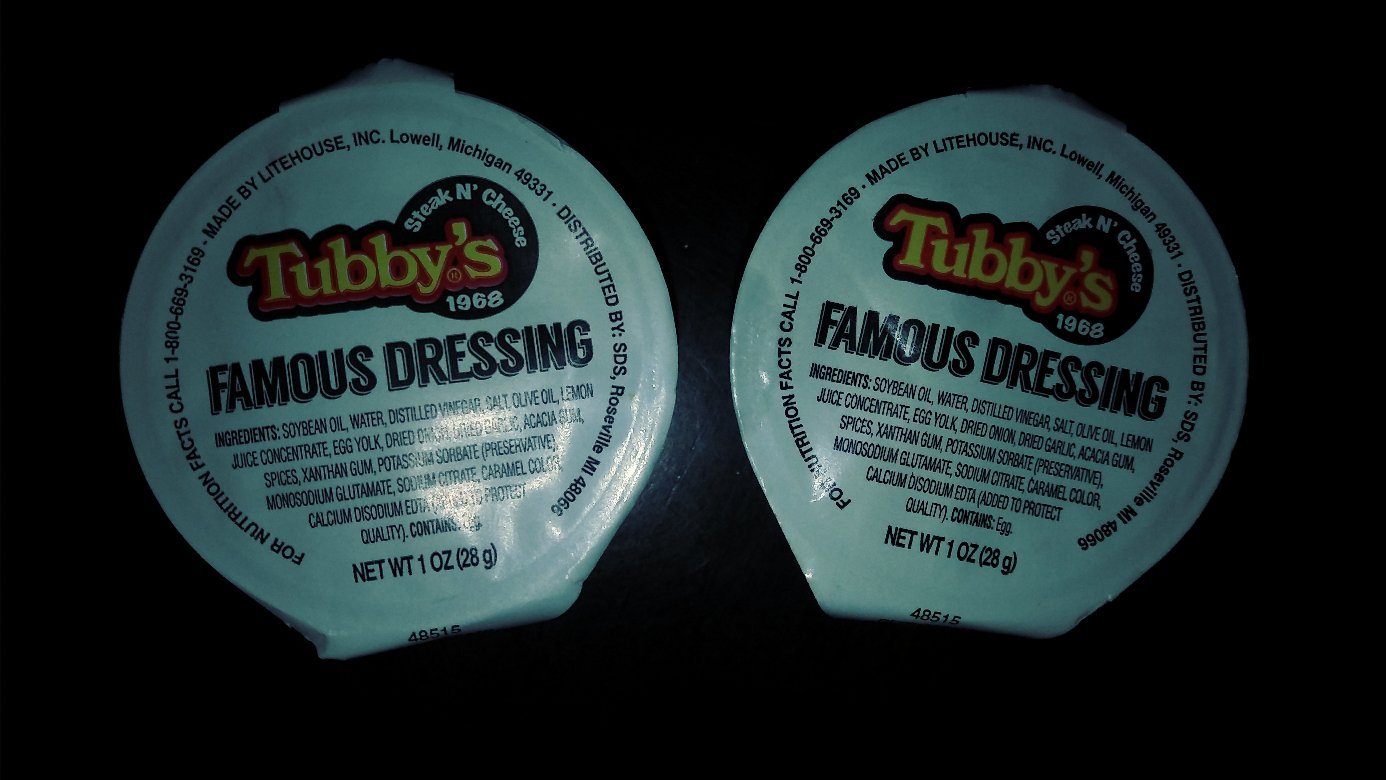 FOR NUTRITION FACTS CALL 1-800-669-3169 · MADE BY LITEHOUSE, INC. Lowell, Michigan 49331 · DISTRIBUTED BY: SDS, Roseville MI 48066
Steak N' Cheese
Tubby's®
1968
FAMOUS DRESSING
INGREDIENTS: SOYBEAN OIL, WATER, DISTILLED VINEGAR, SALT, OLIVE OIL, LEMON
JUICE CONCENTRATE, EGG YOLK, DRIED ONION, DRIED GARLIC, ACACIA GUM,
SPICES, XANTHAN GUM, POTASSIUM SORBATE (PRESERVATIVE),
MONOSODIUM GLUTAMATE, SODIUM CITRATE, CARAMEL COLOR,
CALCIUM DISODIUM EDTA (ADDED TO PROTECT
QUALITY). CONTAINS: Egg.
NET WT 1 OZ (28 g)
48515
FOR NUTRITION FACTS CALL 1-800-669-3169 · MADE BY LITEHOUSE, INC. Lowell, Michigan 49331 · DISTRIBUTED BY: SDS, Roseville MI 48066
Steak N' Cheese
Tubby's®
1968
FAMOUS DRESSING
INGREDIENTS: SOYBEAN OIL, WATER, DISTILLED VINEGAR, SALT, OLIVE OIL, LEMON
JUICE CONCENTRATE, EGG YOLK, DRIED ONION, DRIED GARLIC, ACACIA GUM,
SPICES, XANTHAN GUM, POTASSIUM SORBATE (PRESERVATIVE),
MONOSODIUM GLUTAMATE, SODIUM CITRATE, CARAMEL COLOR,
CALCIUM DISODIUM EDTA (ADDED TO PROTECT
QUALITY). CONTAINS: Egg.
NET WT 1 OZ (28 g)
48515